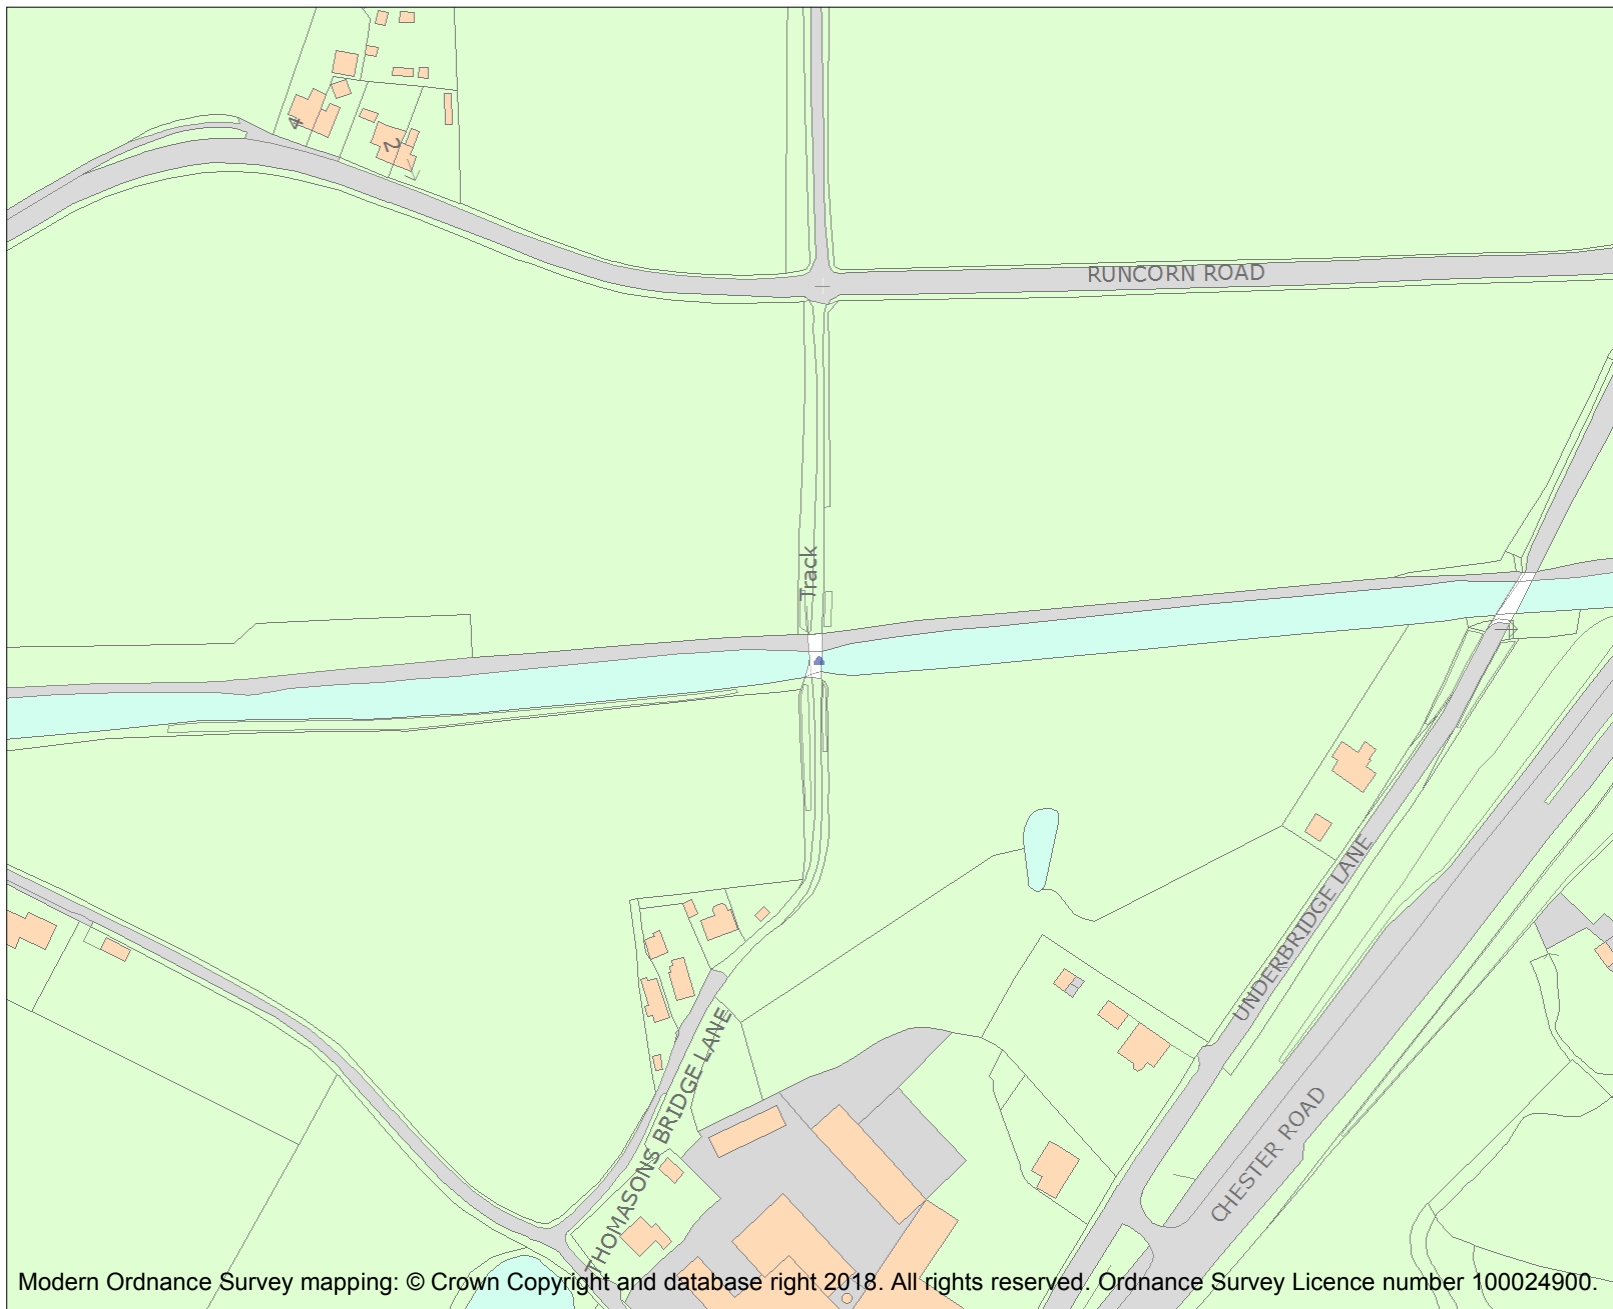 4
2
RUNCORN ROAD
Track
UNDERBRIDGE LANE
THOMASONS BRIDGE LANE
CHESTER ROAD
Modern Ordnance Survey mapping: © Crown Copyright and database right 2018. All rights reserved. Ordnance Survey Licence number 100024900.